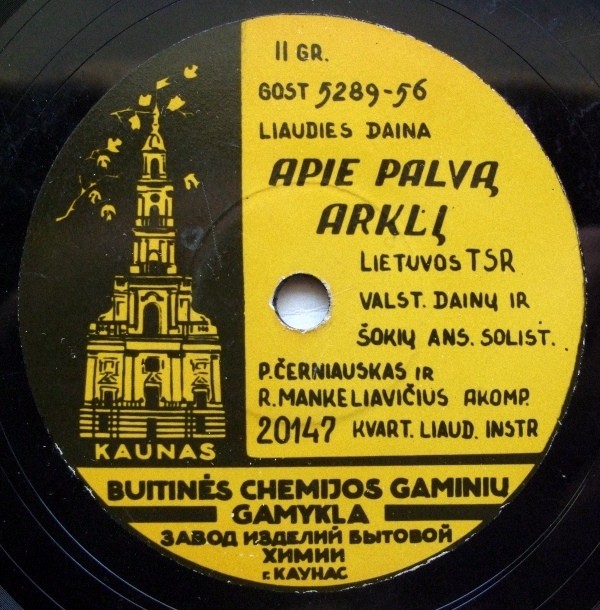 II GR.
GOST 5289-56
LIAUDIES DAINA
APIE PALVĄ
ARKLĮ
LIETUVOS TSR
VALST. DAINŲ IR
ŠOKIŲ ANS. SOLIST.
P. ČERNIAUSKAS IR
R. MANKELIAVIČIUS AKOMP.
20147 KVART. LIAUD. INSTR
KAUNAS
BUITINĖS CHEMIJOS GAMINIŲ
GAMYKLA
ЗАВОД ИЗДЕЛИЙ БЫТОВОЙ
ХИМИИ
г. КАУНАС